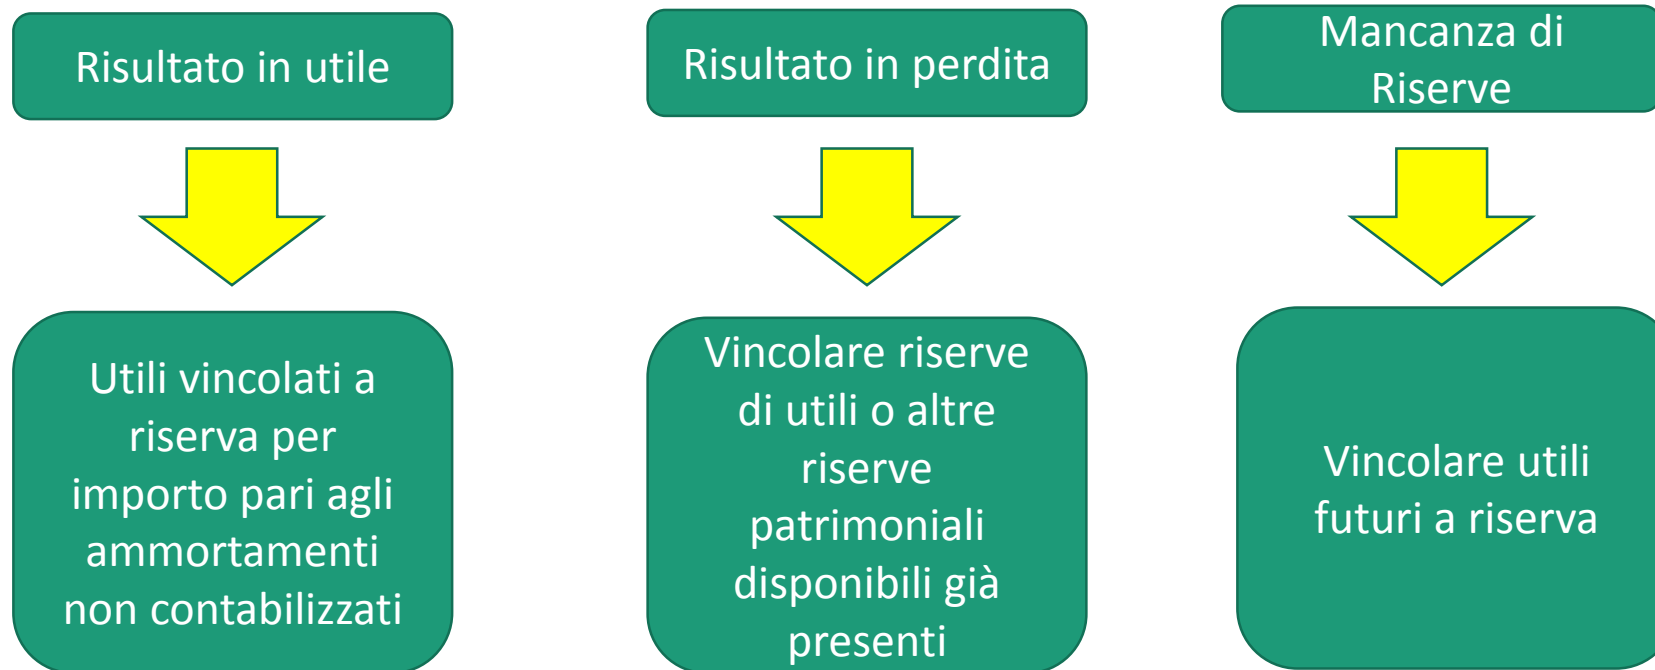 Risultato in utile
Risultato in perdita
Mancanza di
Riserve
Utili vincolati a
riserva per
importo pari agli
ammortamenti
non contabilizzati
Vincolare riserve
di utili o altre
riserve
patrimoniali
disponibili già
presenti
Vincolare utili
futuri a riserva